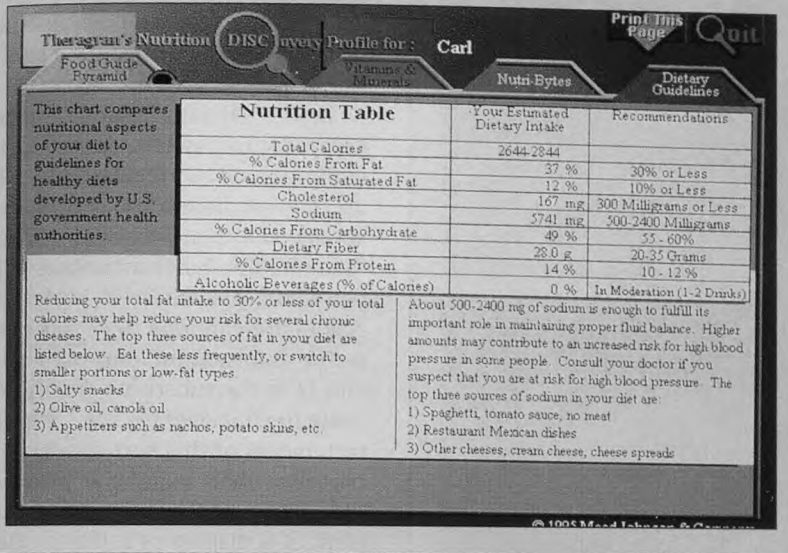 Theragran's Nutrition DISCovery Profile for: Carl
Print This
Page
Quit
Food Guide
Pyramid
Vitamins &
Minerals
Nutri-Bytes
Dietary
Guidelines
This chart compares
nutritional aspects
of your diet to
guidelines for
healthy diets
developed by U.S.
government health
authorities.
Nutrition Table
Your Estimated
Dietary Intake
Recommendations
Total Calories 2644-2844
% Calories From Fat 37 % 30% or Less
% Calories From Saturated Fat 12 % 10% or Less
Cholesterol 167 mg 300 Milligrams or Less
Sodium 5741 mg 500-2400 Milligrams
% Calories From Carbohydrate 49 % 55 - 60%
Dietary Fiber 28.0 g 20-35 Grams
% Calories From Protein 14 % 10 - 12 %
Alcoholic Beverages (% of Calories) 0 % In Moderation (1-2 Drinks)
Reducing your total fat intake to 30% or less of your total
calories may help reduce your risk for several chronic
diseases. The top three sources of fat in your diet are
listed below. Eat these less frequently, or switch to
smaller portions or low-fat types.
1) Salty snacks
2) Olive oil, canola oil
3) Appetizers such as nachos, potato skins, etc.
About 500-2400 mg of sodium is enough to fulfill its
important role in maintaining proper fluid balance. Higher
amounts may contribute to an increased risk for high blood
pressure in some people. Consult your doctor if you
suspect that you are at risk for high blood pressure. The
top three sources of sodium in your diet are:
1) Spaghetti, tomato sauce, no meat
2) Restaurant Mexican dishes
3) Other cheeses, cream cheese, cheese spreads
© 1995 Mead Johnson & Company